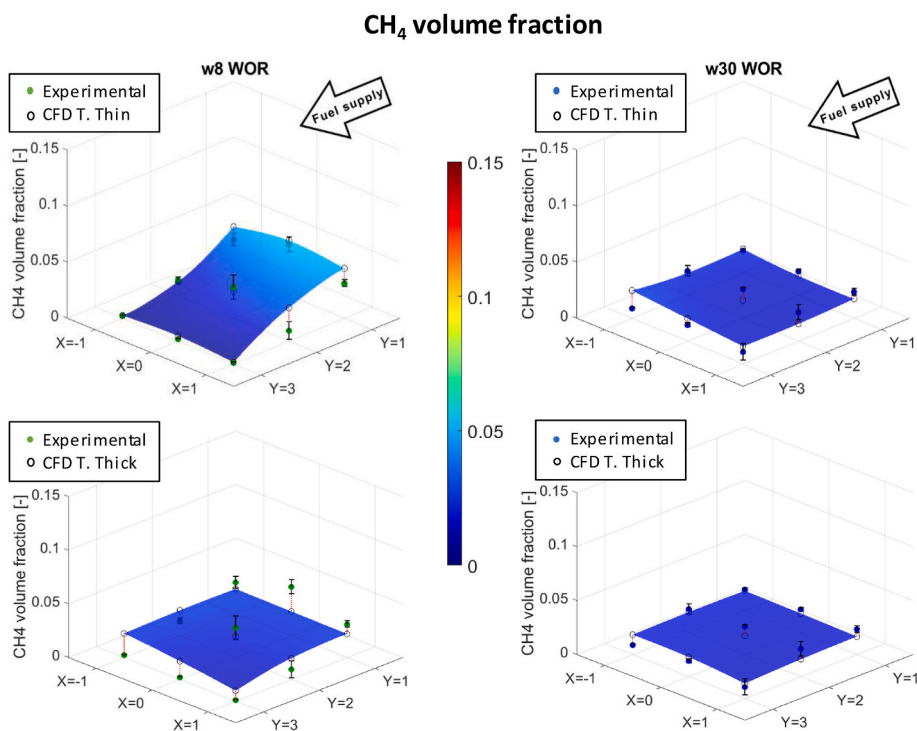 CH4 volume fraction
w8 WOR
Experimental
CFD T. Thin
Fuel supply
CH4 volume fraction [-]
0.15
0.1
0.05
0
X=-1
X=0
X=1
Y=3
Y=2
Y=1
0.15
0.1
0.05
0
w30 WOR
Experimental
CFD T. Thin
Fuel supply
CH4 volume fraction [-]
0.15
0.1
0.05
0
X=-1
X=0
X=1
Y=3
Y=2
Y=1
Experimental
CFD T. Thick
CH4 volume fraction [-]
0.15
0.1
0.05
0
X=-1
X=0
X=1
Y=3
Y=2
Y=1
Experimental
CFD T. Thick
CH4 volume fraction [-]
0.15
0.1
0.05
0
X=-1
X=0
X=1
Y=3
Y=2
Y=1